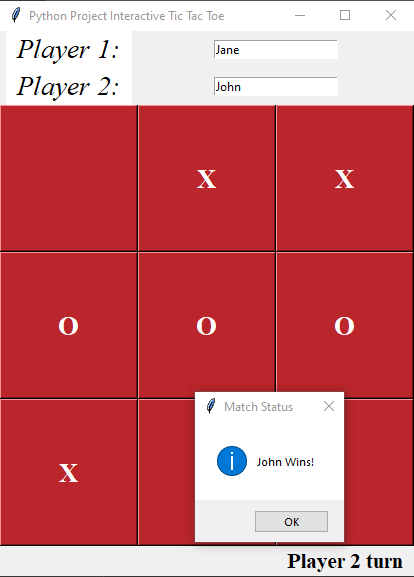 Python Project Interactive Tic Tac Toe
Player 1: Jane
Player 2: John
X X
O O O
Match Status
X John Wins!
OK
Player 2 turn